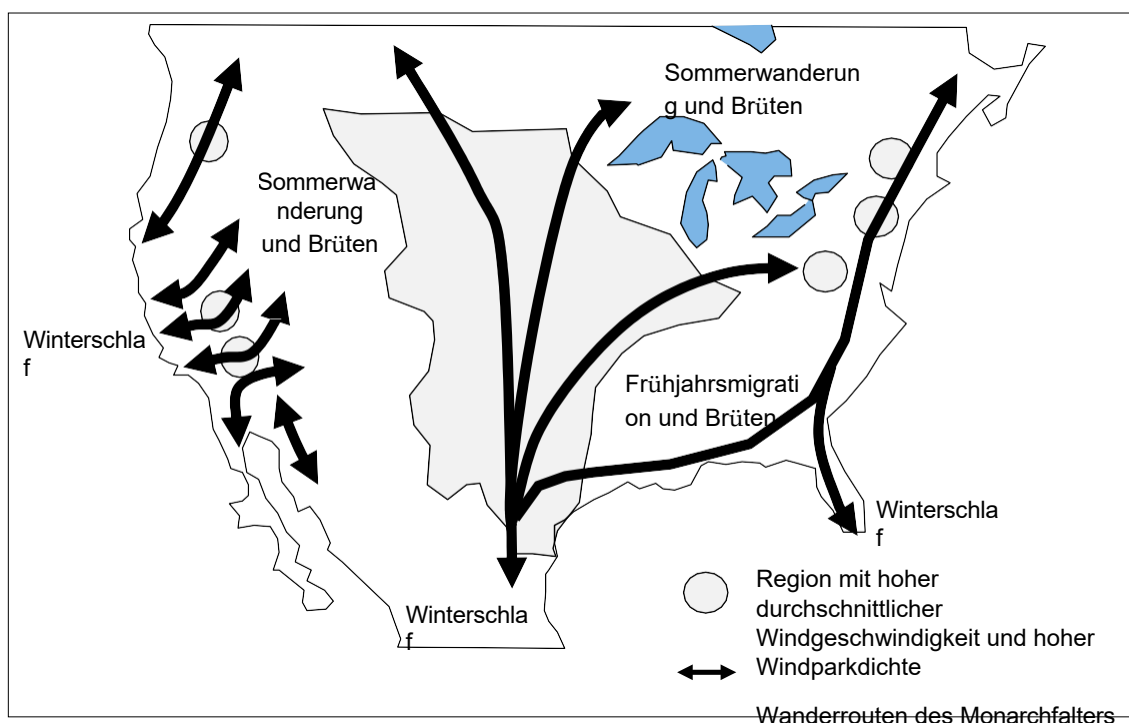 Sommerwanderun
g und Brüten
Sommerwa
nderung
und Brüten
Winterschla
f
Frühjahrsmigrati
on und Brüten
Winterschla
f
Winterschla
f
Region mit hoher
durchschnittlicher
Windgeschwindigkeit und hoher
Windparkdichte
Wanderrouten des Monarchfalters